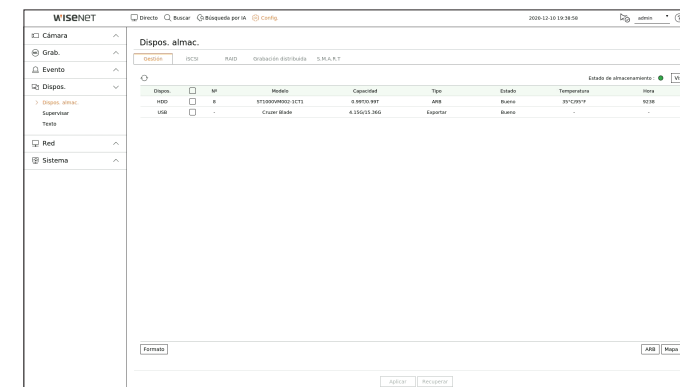 WISENET
Directo Buscar Búsqueda por IA Config. 2020-12-10 19:38:58 admin
Cámara
Grab.
Evento
Dispos.
Dispos. almac.
Supervisar
Texto
Red
Sistema
Dispos. almac.
Gestión iSCSI RAID Grabación distribuida S.M.A.R.T
Estado de almacenamiento :
Dispos. Nº Modelo Capacidad Tipo Estado Temperatura Hora
HDD 8 ST1000VM002-1CT1 0.99T/0.99T ARB Bueno 35°C/95°F 9238
USB - Cruzer Blade 4.15G/15.36G Exportar Bueno - -
Formato ARB Mapa
Aplicar Recuperar